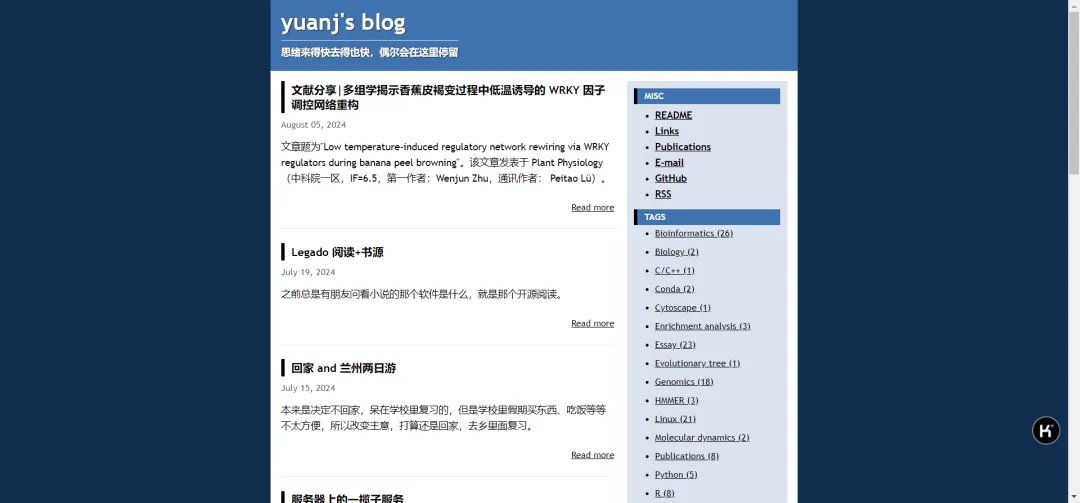 yuanj's blog
思绪来得快去得也快，偶尔会在这里停留
文献分享|多组学揭示香蕉皮褐变过程中低温诱导的 WRKY 因子
调控网络重构
August 05, 2024
文章题为"Low temperature-induced regulatory network rewiring via WRKY
regulators during banana peel browning"。该文章发表于 Plant Physiology
（中科院一区，IF=6.5，第一作者：Wenjun Zhu，通讯作者： Peitao Lü）。
Read more
Legado 阅读+书源
July 19, 2024
之前总是有朋友问看小说的那个软件是什么，就是那个开源阅读。
Read more
回家 and 兰州两日游
July 15, 2024
本来是决定不回家，呆在学校里复习的，但是学校里假期买东西、吃饭等等
不太方便，所以改变主意，打算还是回家，去乡里面复习。
Read more
服务器上的一揽子服务
MISC
README
Links
Publications
E-mail
GitHub
RSS
TAGS
Bioinformatics (26)
Biology (2)
C/C++ (1)
Conda (2)
Cytoscape (1)
Enrichment analysis (3)
Essay (23)
Evolutionary tree (1)
Genomics (18)
HMMER (3)
Linux (21)
Molecular dynamics (2)
Publications (8)
Python (5)
R (8)
K